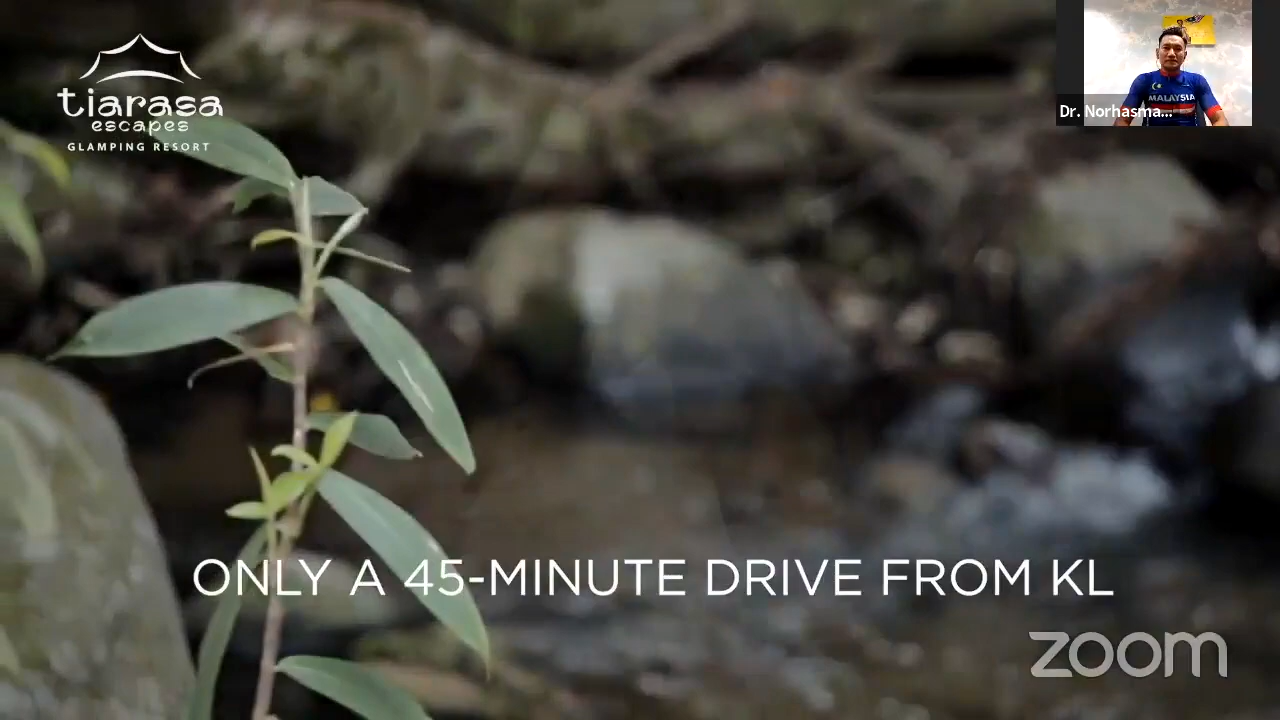 tiarasa
escapes
GLAMPING RESORT
Dr. Norhasma...
MALAYSIA
ONLY A 45-MINUTE DRIVE FROM KL
zoom